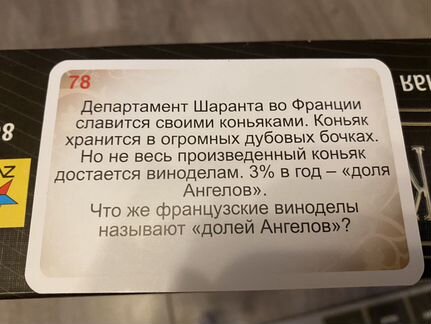 78
Департамент Шаранта во Франции
славится своими коньяками. Коньяк
хранится в огромных дубовых бочках.
Но не весь произведенный коньяк
достается виноделам. 3% в год – «доля
Ангелов».
Что же французские виноделы
называют «долей Ангелов»?